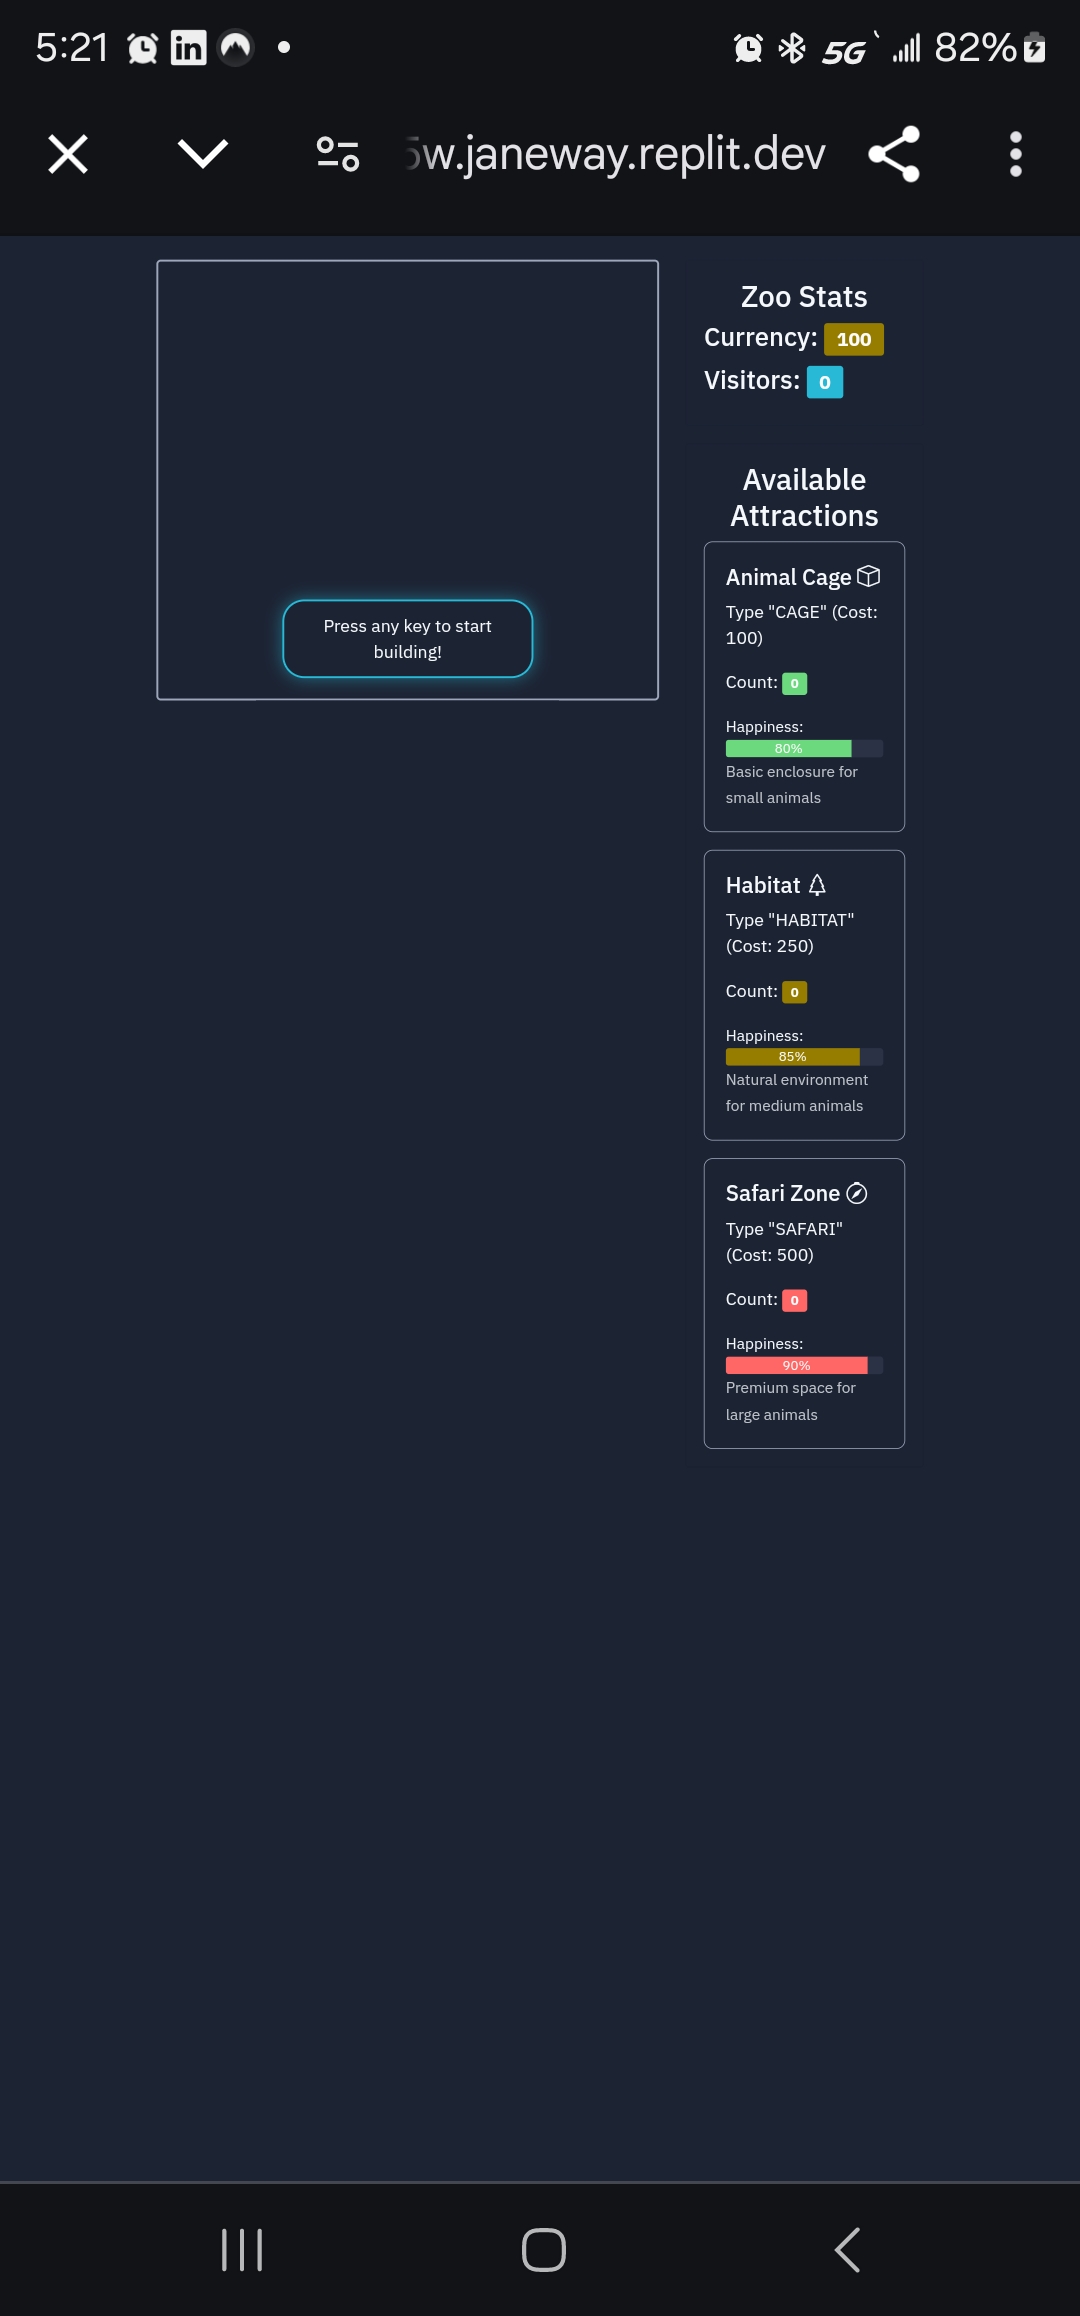 5:21
in
5G
82%
5w.janeway.replit.dev
Zoo Stats
Currency: 100
Visitors: 0
Available
Attractions
Animal Cage
Type "CAGE" (Cost:
100)
Count: 0
Happiness:
80%
Basic enclosure for
small animals
Habitat
Type "HABITAT"
(Cost: 250)
Count: 0
Happiness:
85%
Natural environment
for medium animals
Safari Zone
Type "SAFARI"
(Cost: 500)
Count: 0
Happiness:
90%
Premium space for
large animals
Press any key to start
building!